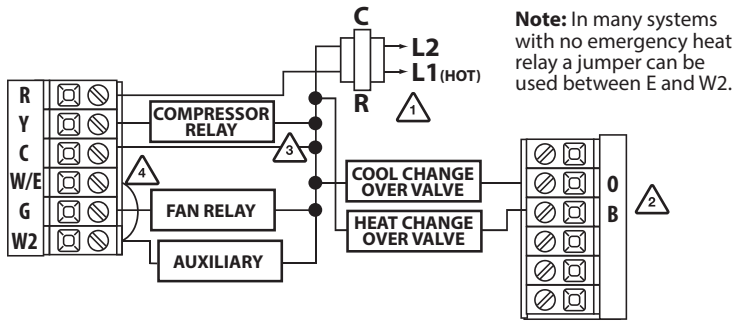 C
L2
L1 (HOT)
R
1
Note: In many systems
with no emergency heat
relay a jumper can be
used between E and W2.
R
Y
C
W/E
G
W2
COMPRESSOR
RELAY
3
4
FAN RELAY
AUXILIARY
COOL CHANGE
OVER VALVE
HEAT CHANGE
OVER VALVE
O
B
2